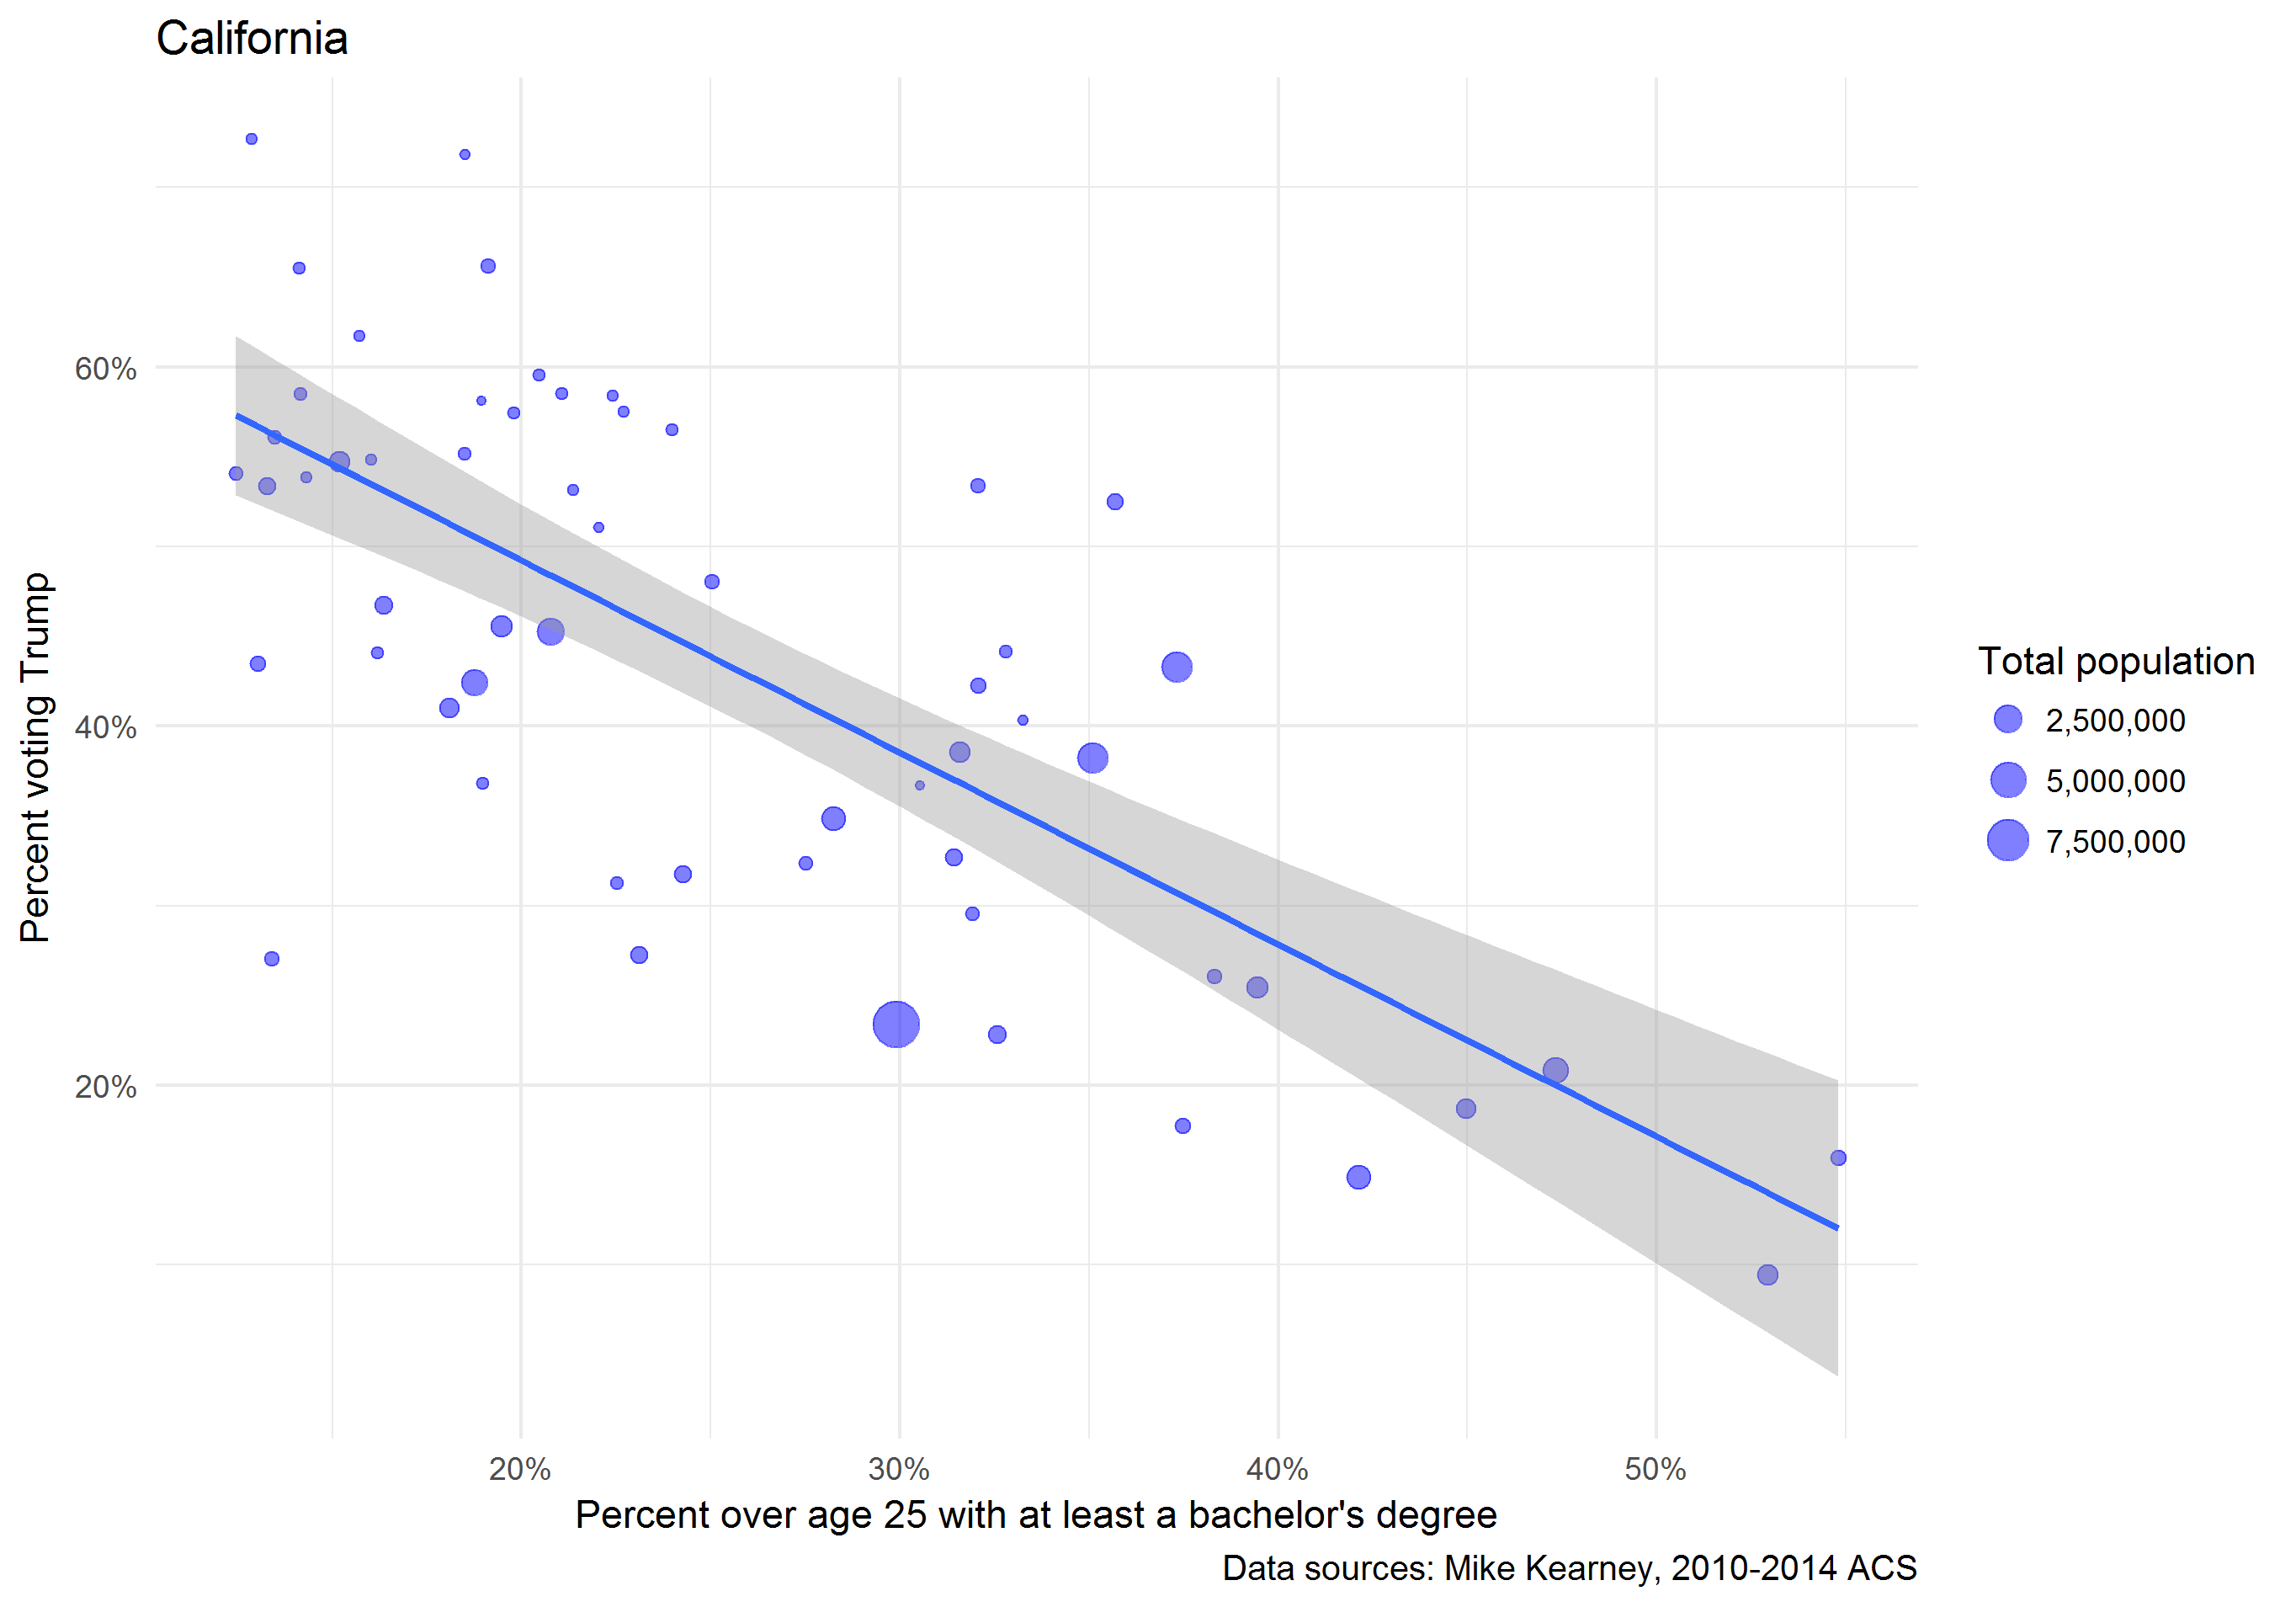 California
Percent voting Trump
60%
40%
20%
20%
30%
40%
50%
Percent over age 25 with at least a bachelor's degree
Total population
2,500,000
5,000,000
7,500,000
Data sources: Mike Kearney, 2010-2014 ACS